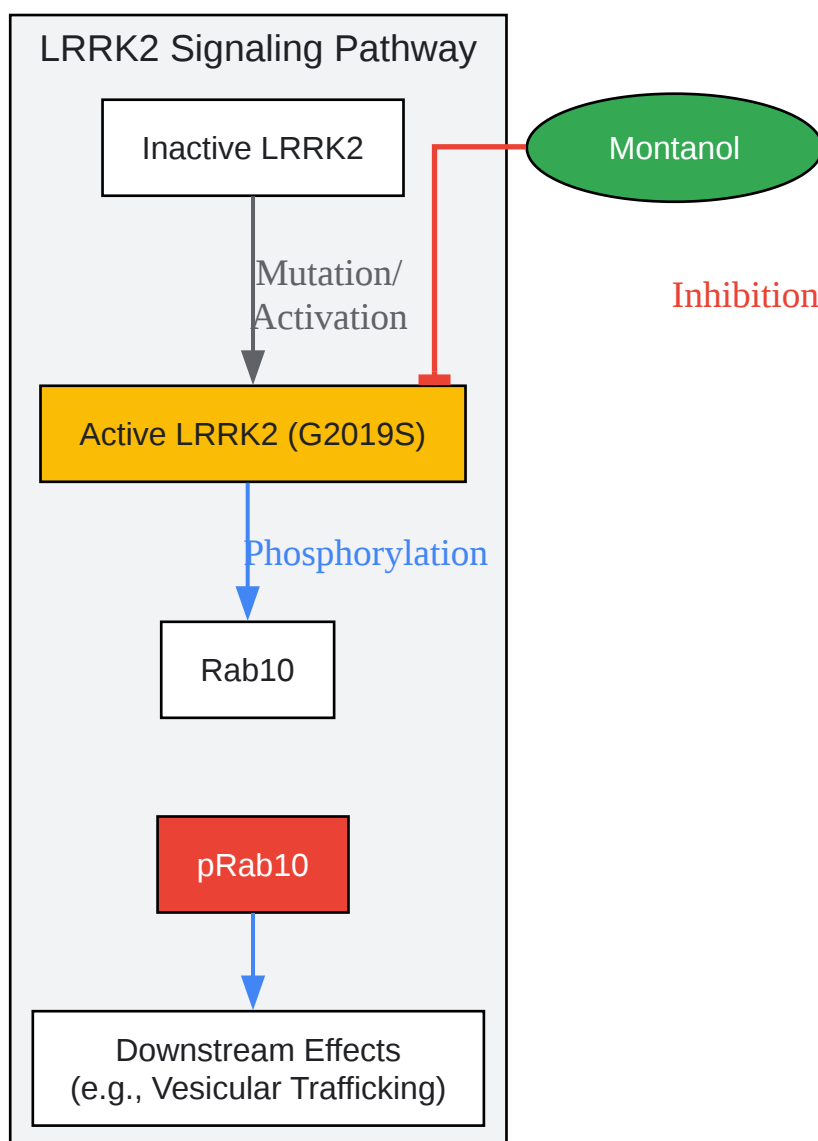 LRRK2 Signaling Pathway
Inactive LRRK2
Montanol
Mutation/
Activation
Inhibition
Active LRRK2 (G2019S)
Phosphorylation
Rab10
pRab10
Downstream Effects
(e.g., Vesicular Trafficking)